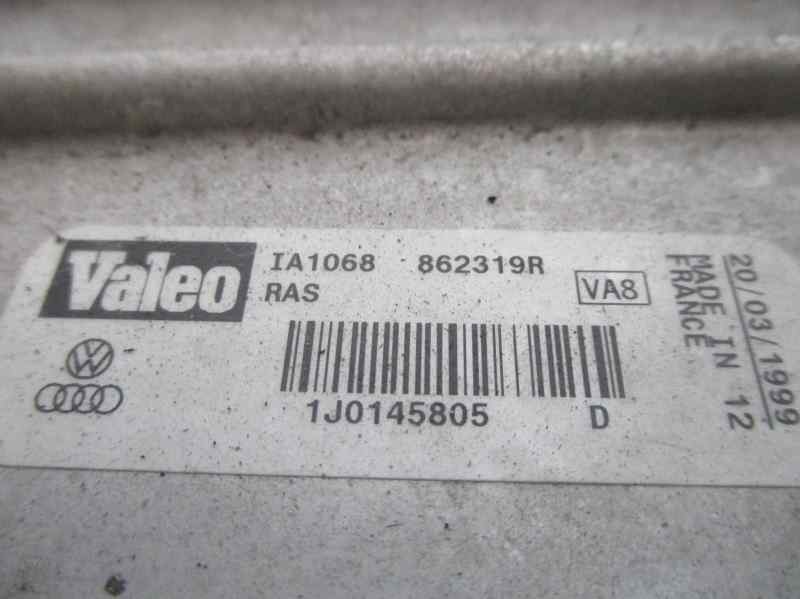 Valeo
IA1068 862319R
RAS
VA8
1J0145805 D
20/03/1999
MADE IN 12
FRANCE